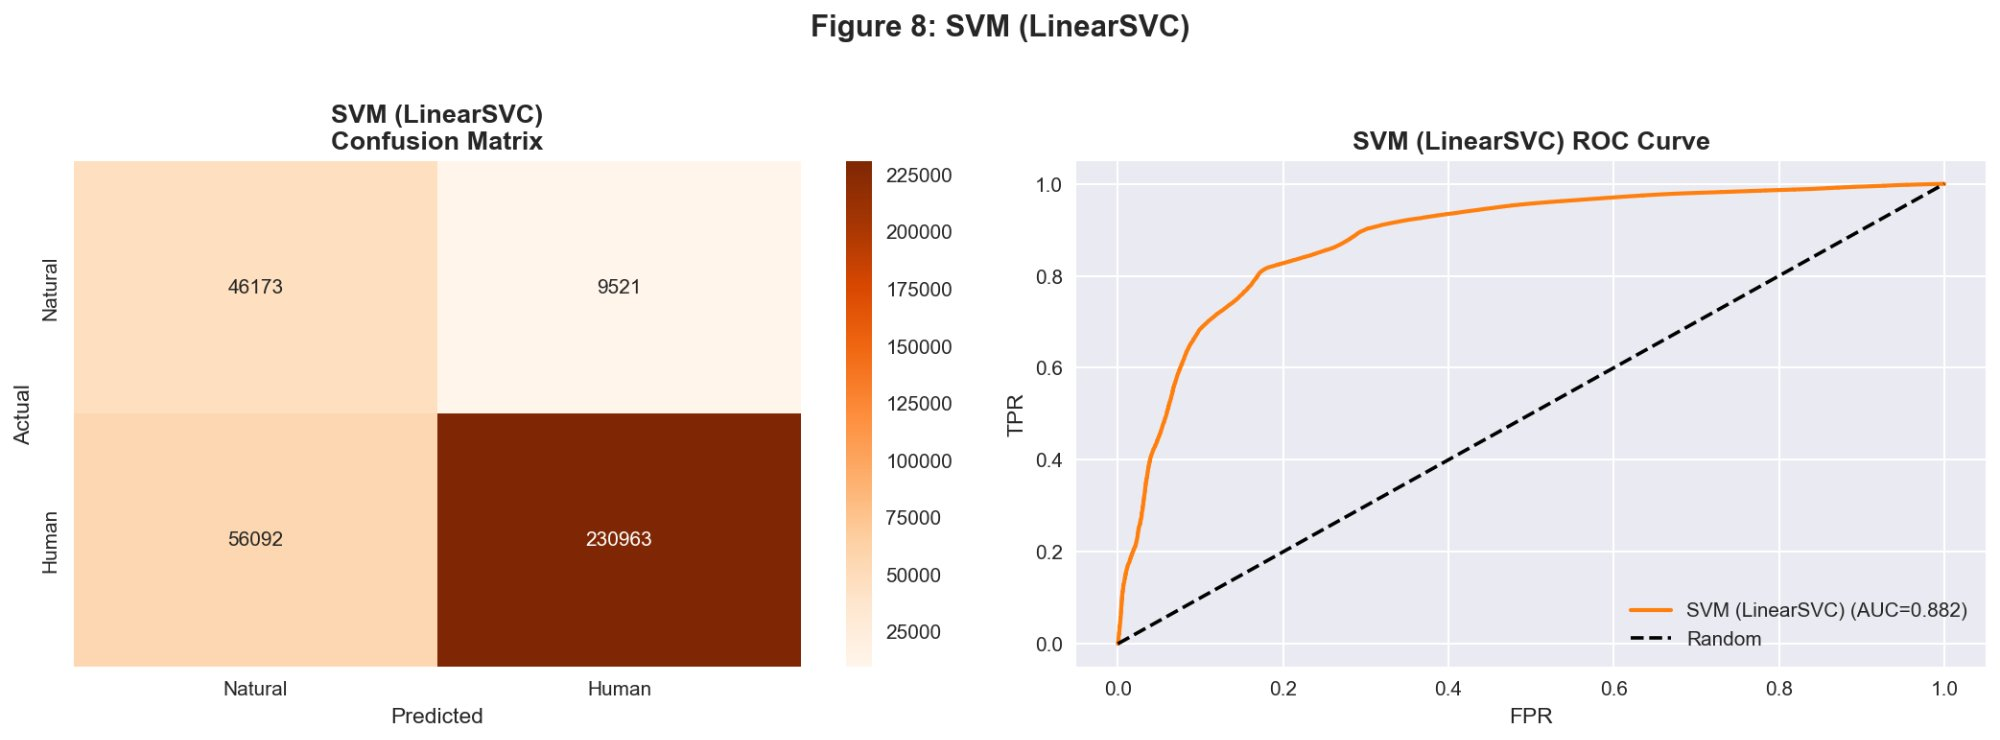 Figure 8: SVM (LinearSVC)
SVM (LinearSVC)
Confusion Matrix
Actual
Natural
Human
46173
9521
56092
230963
Natural
Human
Predicted
225000
200000
175000
150000
125000
100000
75000
50000
25000
SVM (LinearSVC) ROC Curve
TPR
1.0
0.8
0.6
0.4
0.2
0.0
SVM (LinearSVC) (AUC=0.882)
Random
0.0
0.2
0.4
0.6
0.8
1.0
FPR